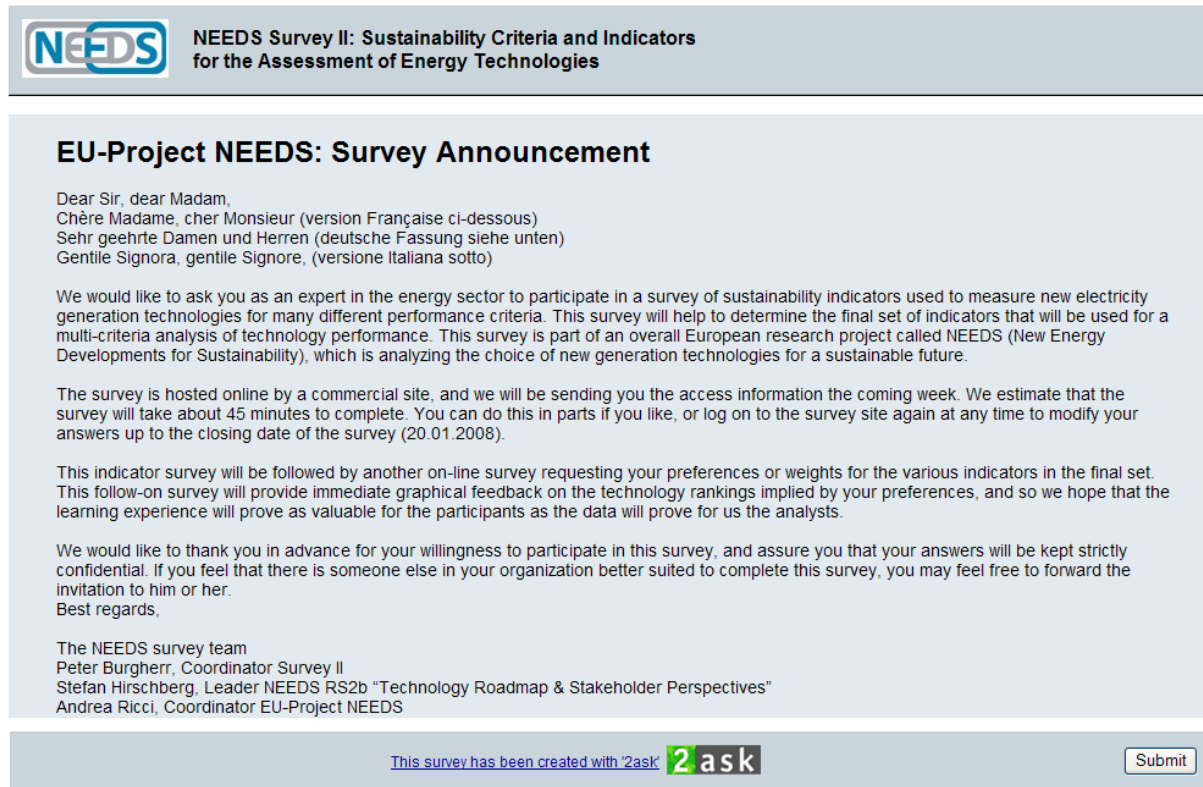 NEEDS
NEEDS Survey II: Sustainability Criteria and Indicators
for the Assessment of Energy Technologies
EU-Project NEEDS: Survey Announcement
Dear Sir, dear Madam,
Chère Madame, cher Monsieur (version Française ci-dessous)
Sehr geehrte Damen und Herren (deutsche Fassung siehe unten)
Gentile Signora, gentile Signore, (versione Italiana sotto)
We would like to ask you as an expert in the energy sector to participate in a survey of sustainability indicators used to measure new electricity
generation technologies for many different performance criteria. This survey will help to determine the final set of indicators that will be used for a
multi-criteria analysis of technology performance. This survey is part of an overall European research project called NEEDS (New Energy
Developments for Sustainability), which is analyzing the choice of new generation technologies for a sustainable future.
The survey is hosted online by a commercial site, and we will be sending you the access information the coming week. We estimate that the
survey will take about 45 minutes to complete. You can do this in parts if you like, or log on to the survey site again at any time to modify your
answers up to the closing date of the survey (20.01.2008).
This indicator survey will be followed by another on-line survey requesting your preferences or weights for the various indicators in the final set.
This follow-on survey will provide immediate graphical feedback on the technology rankings implied by your preferences, and so we hope that the
learning experience will prove as valuable for the participants as the data will prove for us the analysts.
We would like to thank you in advance for your willingness to participate in this survey, and assure you that your answers will be kept strictly
confidential. If you feel that there is someone else in your organization better suited to complete this survey, you may feel free to forward the
invitation to him or her.
Best regards,
The NEEDS survey team
Peter Burgherr, Coordinator Survey II
Stefan Hirschberg, Leader NEEDS RS2b “Technology Roadmap & Stakeholder Perspectives”
Andrea Ricci, Coordinator EU-Project NEEDS
This survey has been created with '2ask' 2ask
Submit